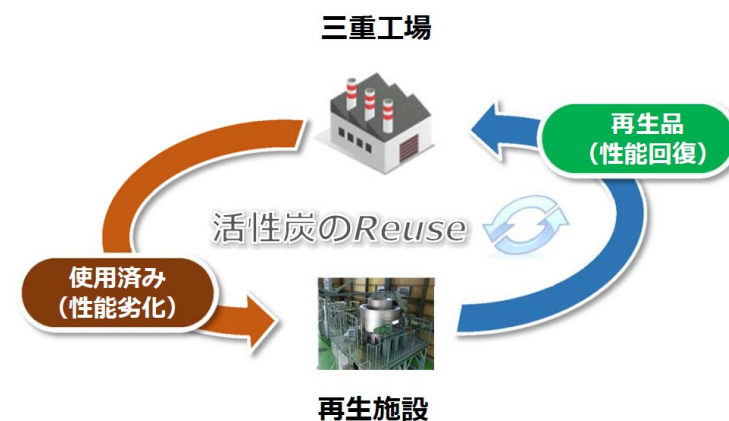 三重工場
再生品
（性能回復）
活性炭のReuse
使用済み
（性能劣化）
再生施設